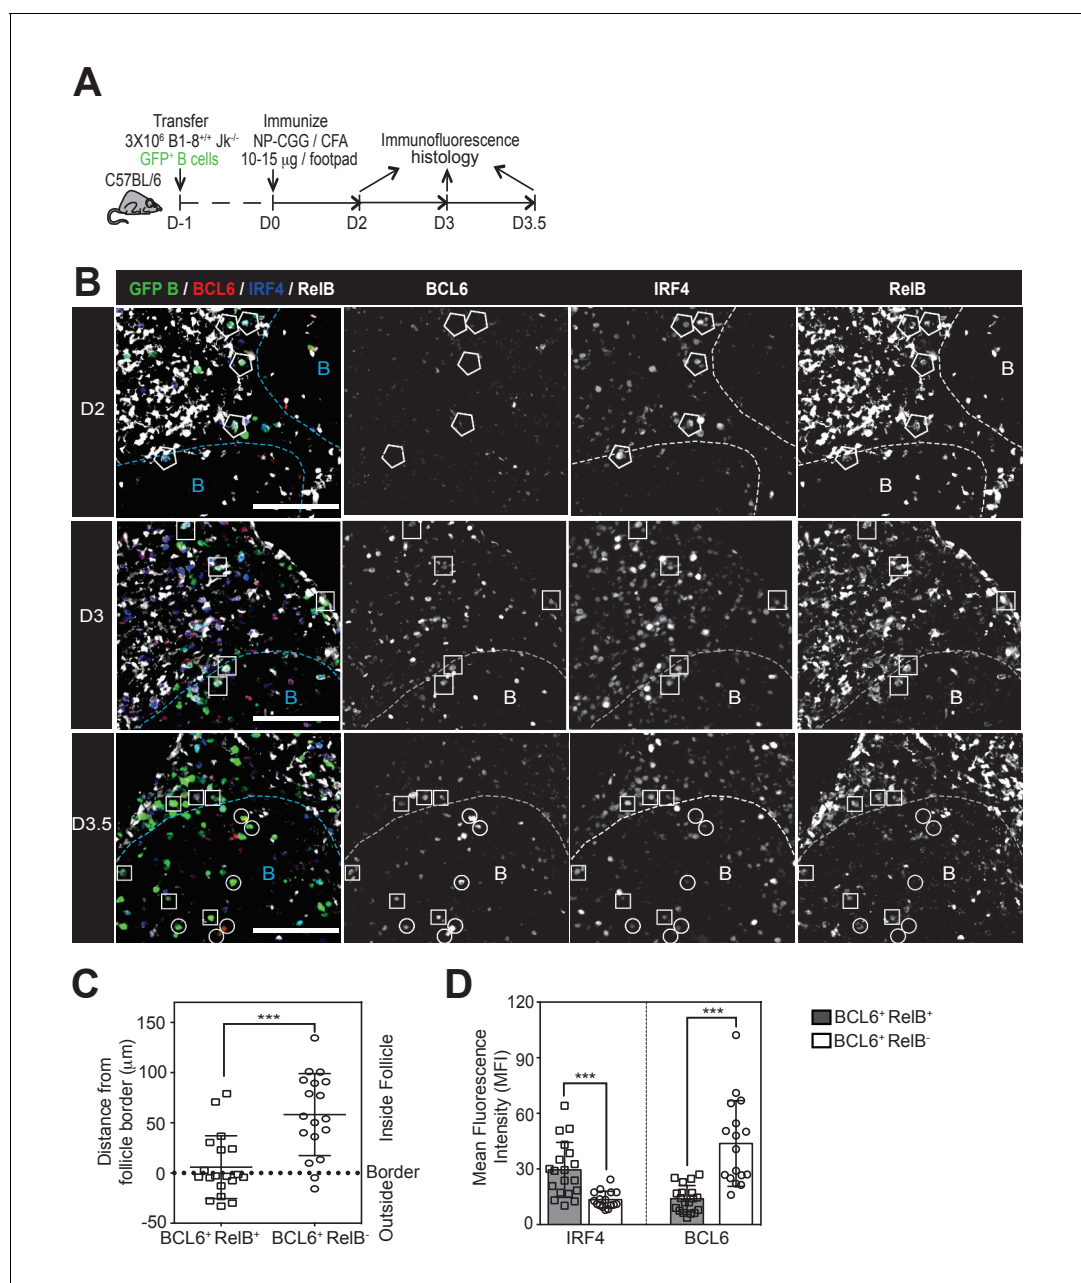 A
Transfer
3X10⁶ B1-8⁺/⁺ Jk⁻/⁻
GFP⁺ B cells
Immunize
NP-CGG / CFA
10-15 µg / footpad
Immunofluorescence
histology
C57BL/6
D-1
D0
D2
D3
D3.5
B
GFP B / BCL6 / IRF4 / RelB
BCL6
IRF4
RelB
D2
B
B
B
B
D3
B
B
B
B
D3.5
B
B
B
B
C
Distance from
follicle border (µm)
150
100
50
0
-50
***
Inside Follicle
Border
Outside
BCL6⁺ RelB⁺
BCL6⁺ RelB⁻
D
Mean Fluorescence
Intensity (MFI)
120
90
60
30
0
***
***
IRF4
BCL6
BCL6⁺ RelB⁺
BCL6⁺ RelB⁻